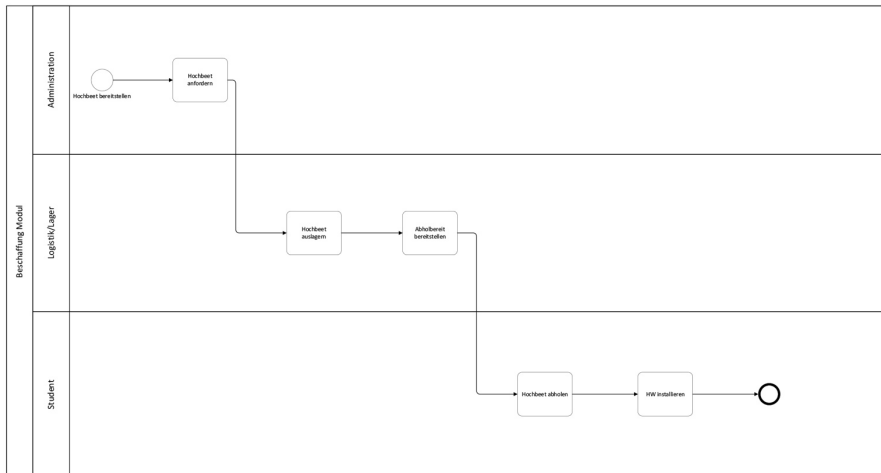 Beschaffung Modul
Administration
Hochbeet bereitstellen
Hochbeet
anfordern
Logistik/Lager
Hochbeet
auslagern
Abholbereit
bereitstellen
Student
Hochbeet abholen
HW installieren